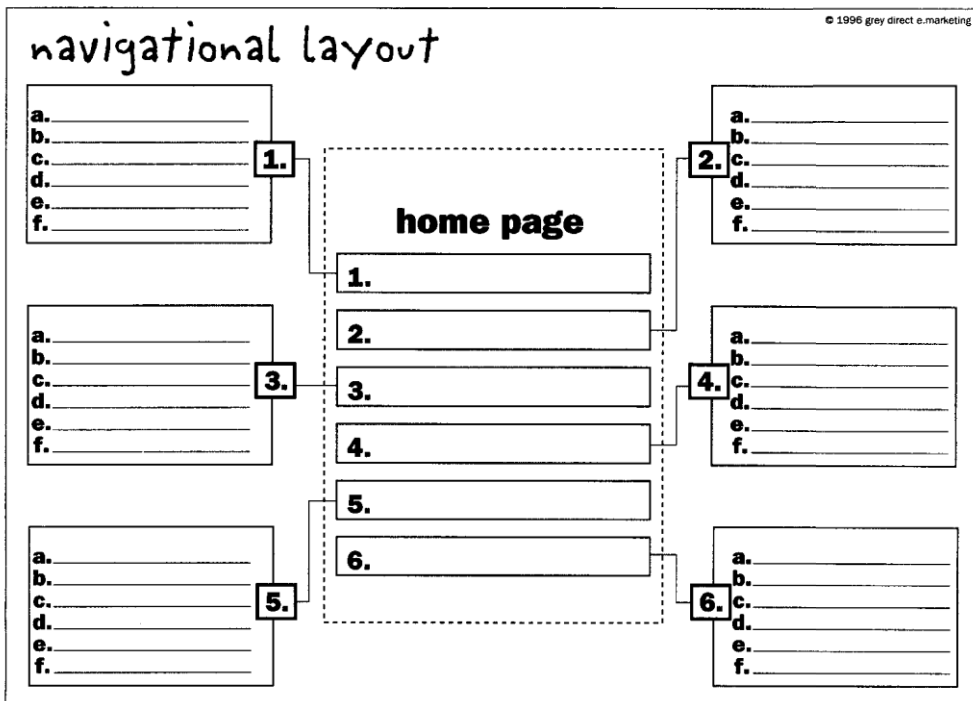 © 1996 grey direct e.marketing
navigational layout
a.
b.
c.
d.
e.
f.
1.
a.
b.
c.
d.
e.
f.
2.
home page
1.
2.
3.
4.
5.
6.
a.
b.
c.
d.
e.
f.
3.
a.
b.
c.
d.
e.
f.
4.
a.
b.
c.
d.
e.
f.
5.
a.
b.
c.
d.
e.
f.
6.